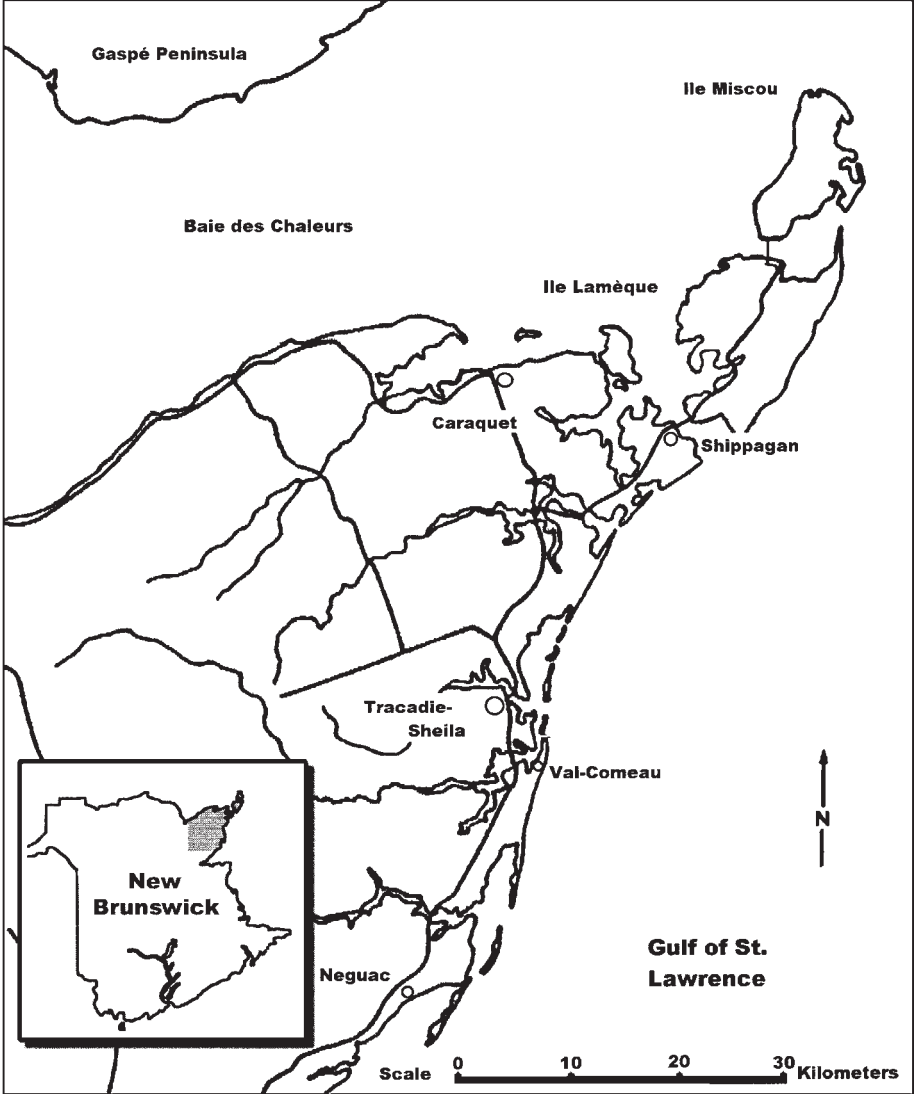 Gaspé Peninsula
Ile Miscou
Baie des Chaleurs
Ile Lamèque
Caraquet
Shippagan
Tracadie-
Sheila
Val-Comeau
N
New
Brunswick
Gulf of St.
Lawrence
Neguac
Scale 0 10 20 30 Kilometers